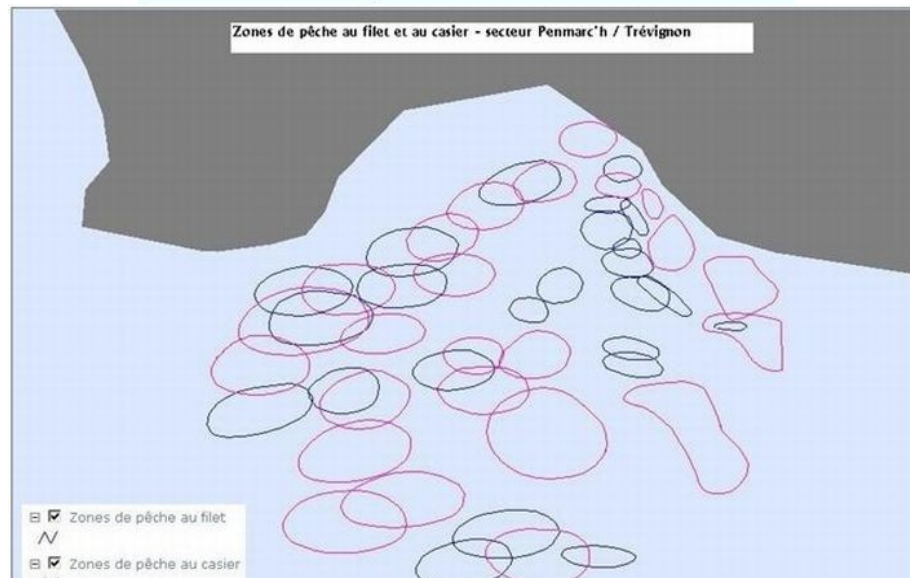 Zones de pêche au filet et au casier - secteur Penmarc'h / Trévignon
Zones de pêche au filet
Zones de pêche au casier